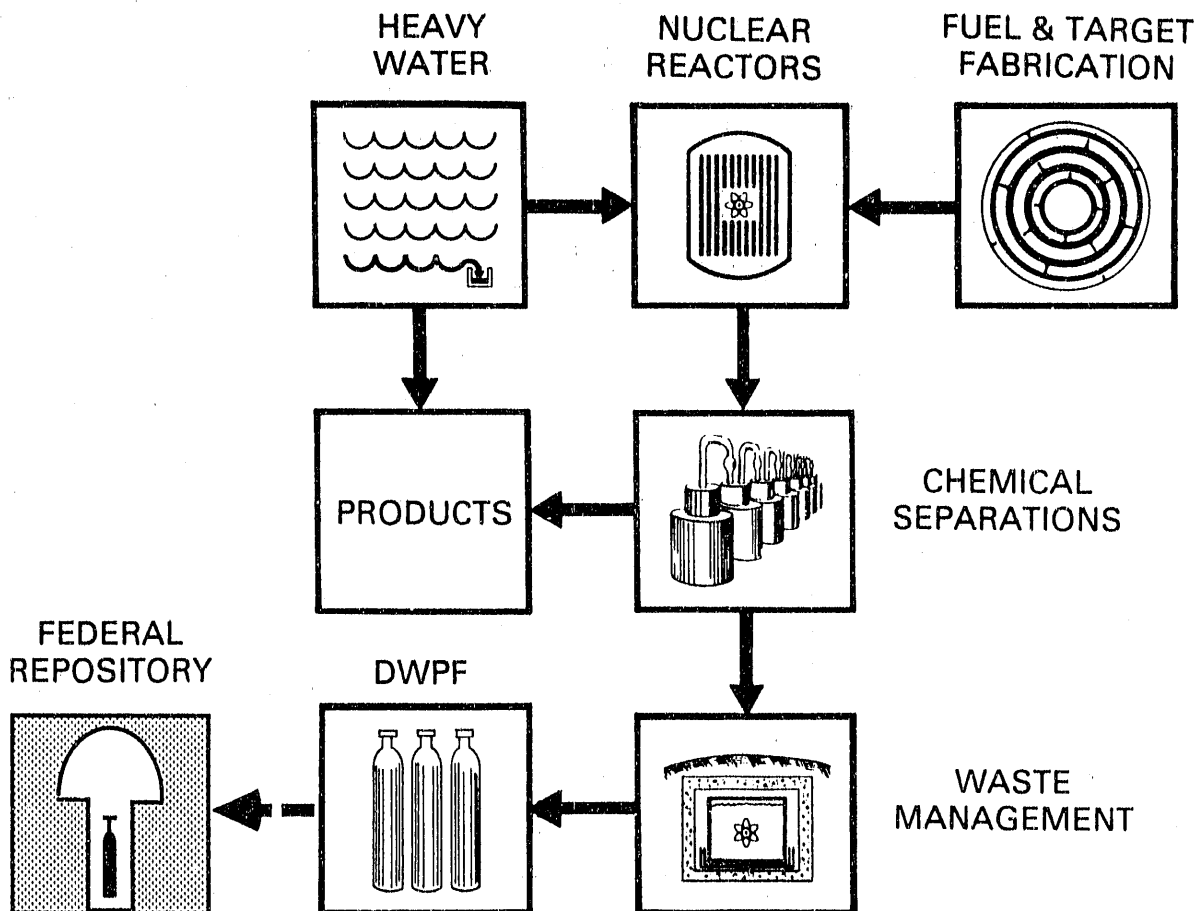 HEAVY
WATER
NUCLEAR
REACTORS
FUEL & TARGET
FABRICATION
PRODUCTS
CHEMICAL
SEPARATIONS
FEDERAL
REPOSITORY
DWPF
WASTE
MANAGEMENT